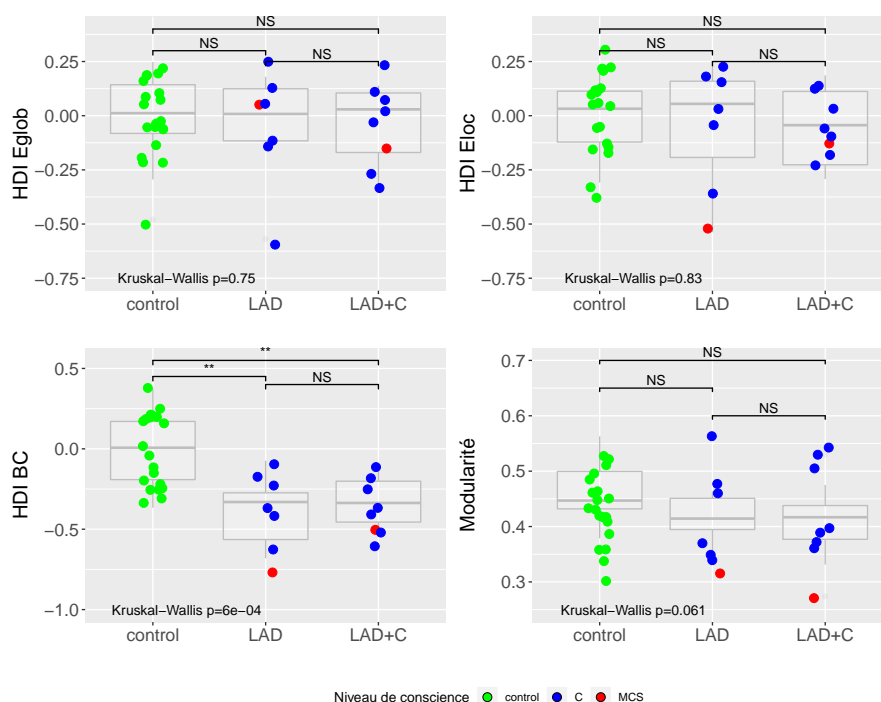 NS
NS
NS
HDI Eglob
0.25
0.00
−0.25
−0.50
−0.75
Kruskal−Wallis p=0.75
control LAD LAD+C
NS
NS
NS
HDI Eloc
0.25
0.00
−0.25
−0.50
−0.75
Kruskal−Wallis p=0.83
control LAD LAD+C
**
**
NS
HDI BC
0.5
0.0
−0.5
−1.0
Kruskal−Wallis p=6e−04
control LAD LAD+C
NS
NS
NS
Modularité
0.7
0.6
0.5
0.4
0.3
Kruskal−Wallis p=0.061
control LAD LAD+C
Niveau de conscience control C MCS